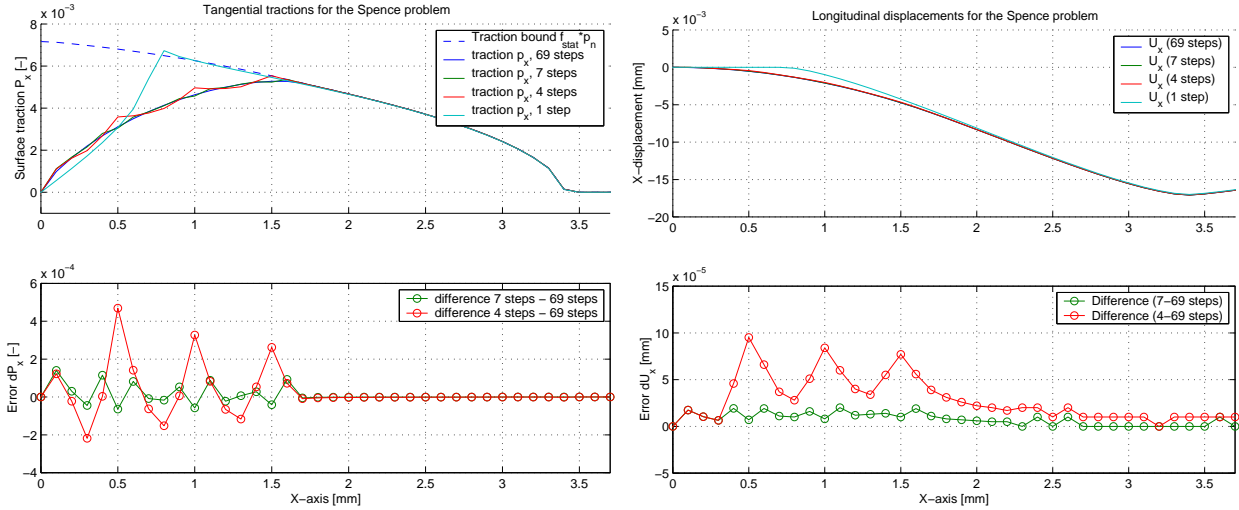 Tangential tractions for the Spence problem
x 10−3
8
6
4
2
0
Surface traction P_x [−]
0 0.5 1 1.5 2 2.5 3 3.5
Traction bound f_stat*p_n
traction p_x, 69 steps
traction p_x, 7 steps
traction p_x, 4 steps
traction p_x, 1 step
Longitudinal displacements for the Spence problem
x 10−3
5
0
−5
−10
−15
−20
X−displacement [mm]
0 0.5 1 1.5 2 2.5 3 3.5
U_x (69 steps)
U_x (7 steps)
U_x (4 steps)
U_x (1 step)
x 10−4
6
4
2
0
−2
−4
Error dP_x [−]
0 0.5 1 1.5 2 2.5 3 3.5
X−axis [mm]
difference 7 steps − 69 steps
difference 4 steps − 69 steps
x 10−5
15
10
5
0
−5
Error dU_x [mm]
0 0.5 1 1.5 2 2.5 3 3.5
X−axis [mm]
Difference (7−69 steps)
Difference (4−69 steps)